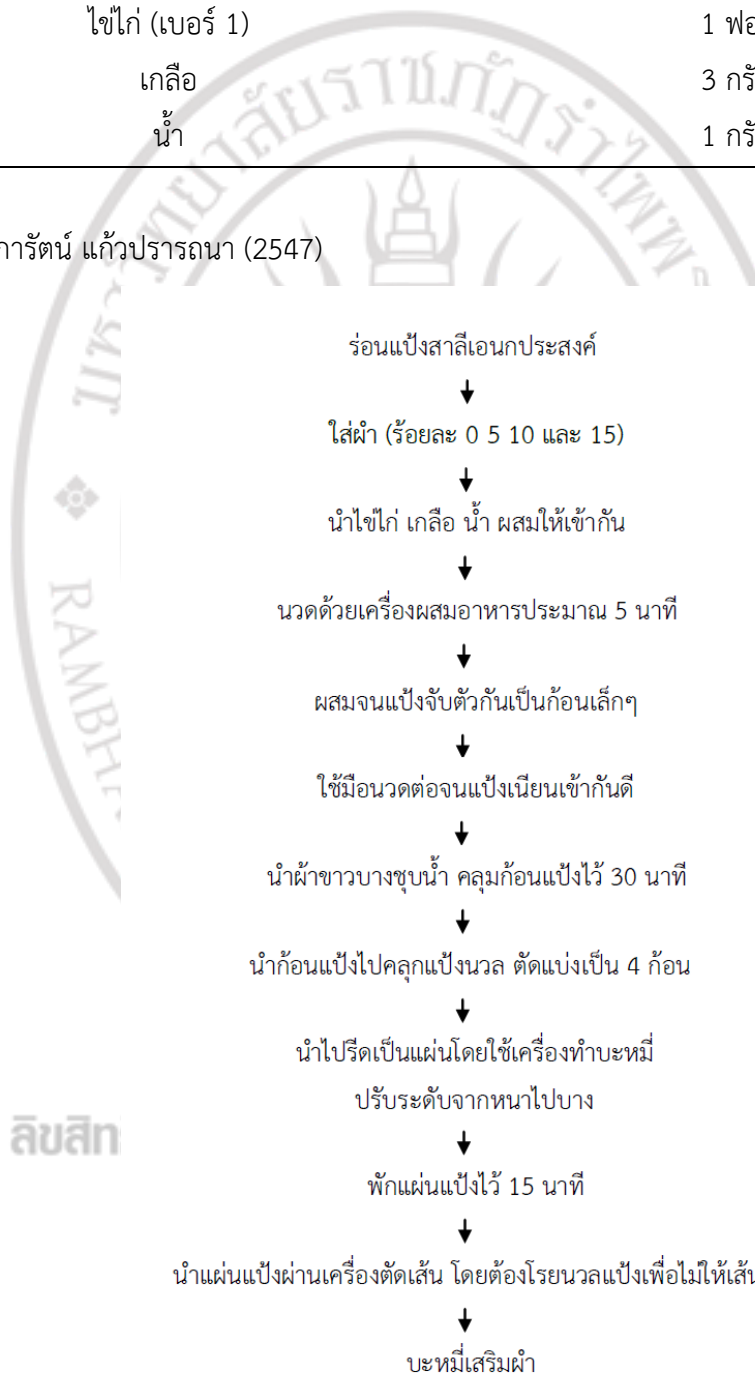 ไข่ไก่ (เบอร์ 1) 1
เกลือ 3
น้ำ 1
แก้วปรารถนา (2547)
ร่อนแป้งสาลีเอนกประสงค์
ใส่ผำ (ร้อยละ 0 5 10 และ 15)
นำไข่ไก่ เกลือ น้ำ ผสมให้เข้ากัน
นวดด้วยเครื่องผสมอาหารประมาณ 5 นาที
ผสมจนแป้งจับตัวกันเป็นก้อนเล็กๆ
ใช้มือนวดต่อจนแป้งเนียนเข้ากันดี
นำผ้าขาวบางชุบน้ำ คลุมก้อนแป้งไว้ 30 นาที
นำก้อนแป้งไปคลุกแป้งนวล ตัดแบ่งเป็น 4 ก้อน
นำไปรีดเป็นแผ่นโดยใช้เครื่องทำบะหมี่
ปรับระดับจากหนาไปบาง
พักแผ่นแป้งไว้ 15 นาที
นำแผ่นแป้งผ่านเครื่องตัดเส้น โดยต้องโรยนวลแป้งเพื่อไม่ให้เส้น
บะหมี่เสริมผำ